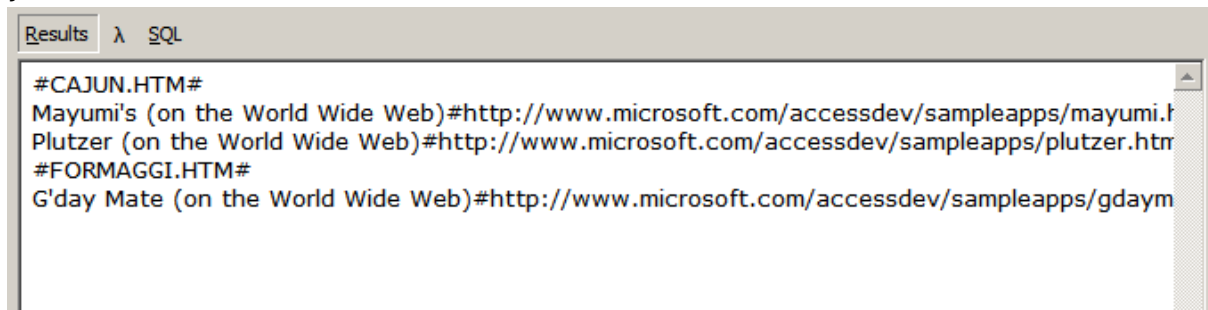 Results λ SQL
#CAJUN.HTM#
Mayumi's (on the World Wide Web)#http://www.microsoft.com/accessdev/sampleapps/mayumi.h
Plutzer (on the World Wide Web)#http://www.microsoft.com/accessdev/sampleapps/plutzer.htm
#FORMAGGI.HTM#
G'day Mate (on the World Wide Web)#http://www.microsoft.com/accessdev/sampleapps/gdaym